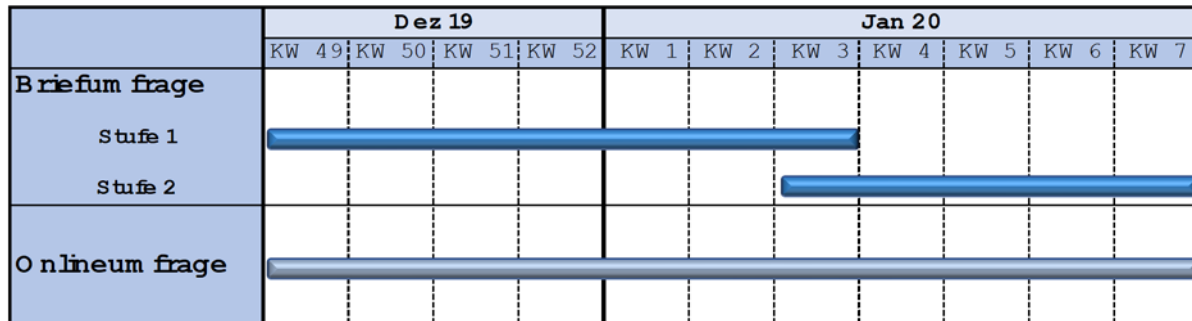 Dez 19 Jan 20
KW 49 KW 50 KW 51 KW 52 KW 1 KW 2 KW 3 KW 4 KW 5 KW 6 KW 7
Briefumfrage
Stufe 1
Stufe 2
Onlineumfrage